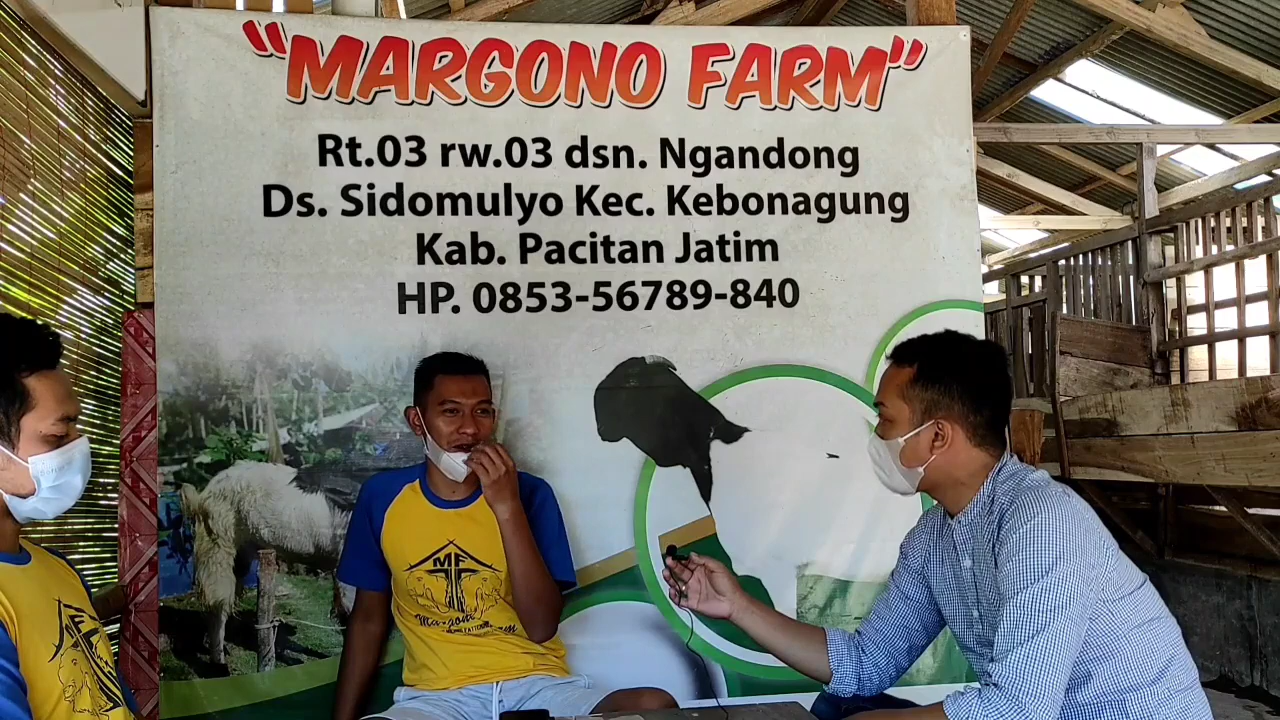 "MARGONO FARM"
Rt.03 rw.03 dsn. Ngandong
Ds. Sidomulyo Kec. Kebonagung
Kab. Pacitan Jatim
HP. 0853-56789-840
MF